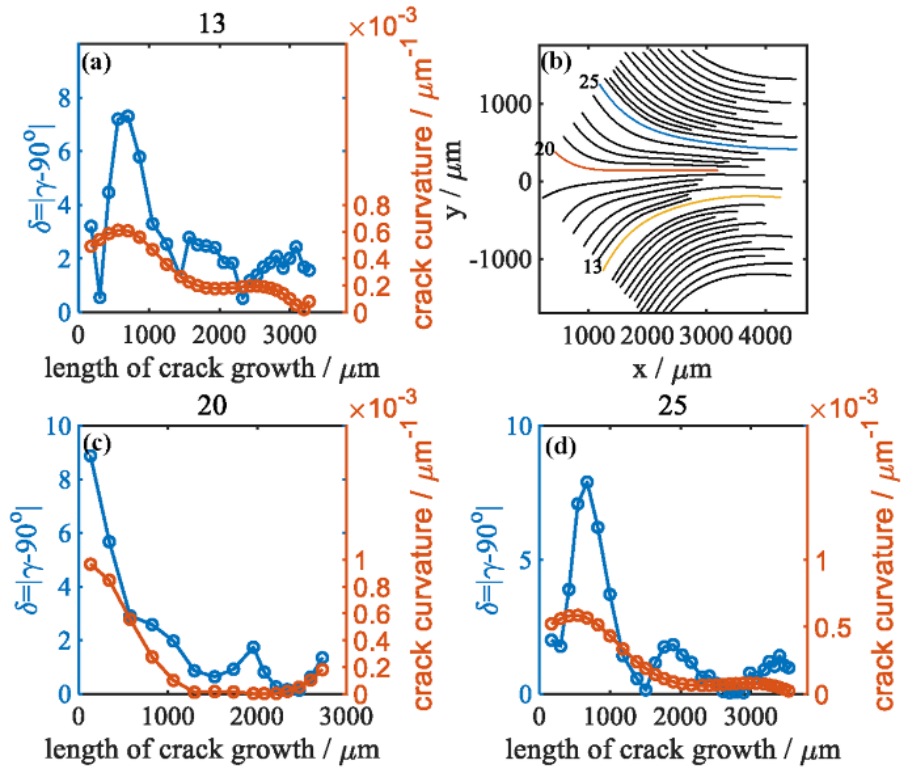 13
×10⁻³
(a)
δ=|γ-90°|
8
6
4
2
0
0.8
0.6
0.4
0.2
0
crack curvature / μm⁻¹
0 1000 2000 3000
length of crack growth / μm
(b)
25
20
13
y / μm
1000
0
-1000
1000 2000 3000 4000
x / μm
20
×10⁻³
(c)
δ=|γ-90°|
10
8
6
4
2
0
1
0.8
0.6
0.4
0.2
0
crack curvature / μm⁻¹
0 1000 2000 3000
length of crack growth / μm
25
×10⁻³
(d)
δ=|γ-90°|
10
5
0
1
0.5
0
crack curvature / μm⁻¹
0 1000 2000 3000
length of crack growth / μm